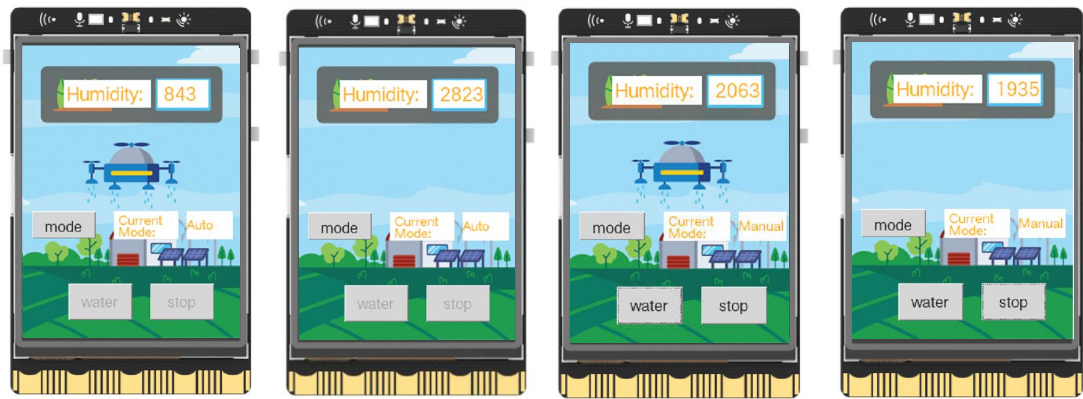 Humidity: 843
mode
Current
Mode:
Auto
water stop
Humidity: 2823
mode
Current
Mode:
Auto
water stop
Humidity: 2063
mode
Current
Mode:
Manual
water stop
Humidity: 1935
mode
Current
Mode:
Manual
water stop